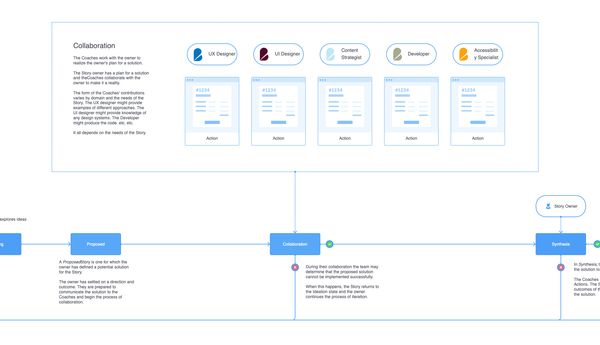 Collaboration
The Coaches work with the owner to
realize the owner's plan for a solution.
The Story owner has a plan for a solution
and theCoaches collaborate with the
owner to make it a reality.
The form of the Coaches' contributions
varies by domain and the needs of the
Story. The UX designer might provide
examples of different approaches. The
UI designer might provide knowledge of
any design systems. The Developer
might produce the code. etc. etc.
It all depends on the needs of the Story.
UX Designer
UI Designer
Content
Strategist
Developer
Accessibilit
y Specialist
#1234
#1234
#1234
#1234
#1234
Action
Action
Action
Action
Action
explores ideas
Story Owner
ng
Proposed
Collaboration
Synthesis
A ProposedStory is one for which the
owner has defined a potential solution
for the Story.
The owner has settled on a direction and
outcome. They are prepared to
communicate the solution to the
Coaches and begin the process of
collaboration.
During their collaboration the team may
determine that the proposed solution
cannot be implemented successfully.
When this happens, the Story returns to
the Ideation state and the owner
continues the process of iteration.
In Synthesis, t
the solution to
The Coaches
Actions. The S
outcomes of th
the solution.